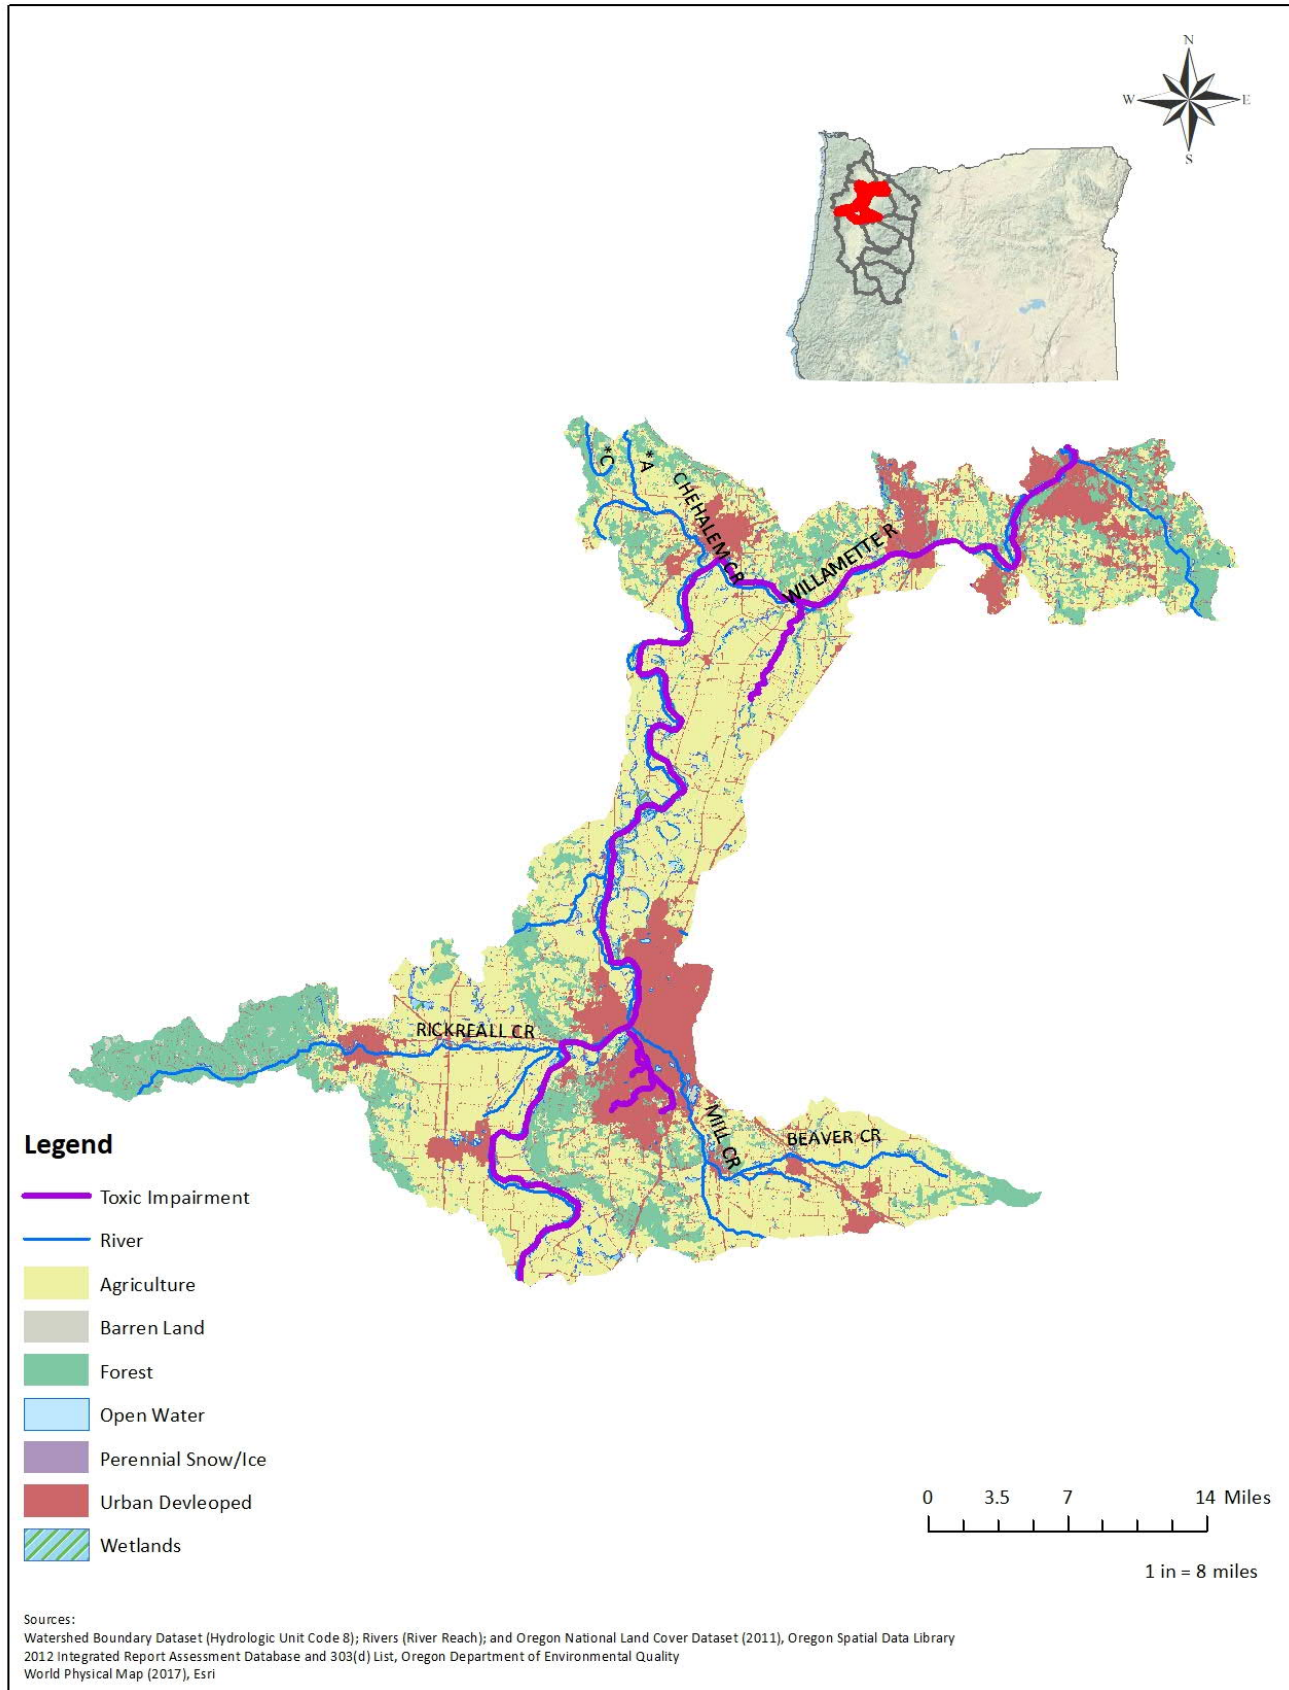 N
W E
S
*C
*A
CHEHALEM CR
WILLAMETTE R
RICKREALL CR
MILL CR
BEAVER CR
Legend
Toxic Impairment
River
Agriculture
Barren Land
Forest
Open Water
Perennial Snow/Ice
Urban Devleoped
Wetlands
0 3.5 7 14 Miles
1 in = 8 miles
Sources:
Watershed Boundary Dataset (Hydrologic Unit Code 8); Rivers (River Reach); and Oregon National Land Cover Dataset (2011), Oregon Spatial Data Library
2012 Integrated Report Assessment Database and 303(d) List, Oregon Department of Environmental Quality
World Physical Map (2017), Esri